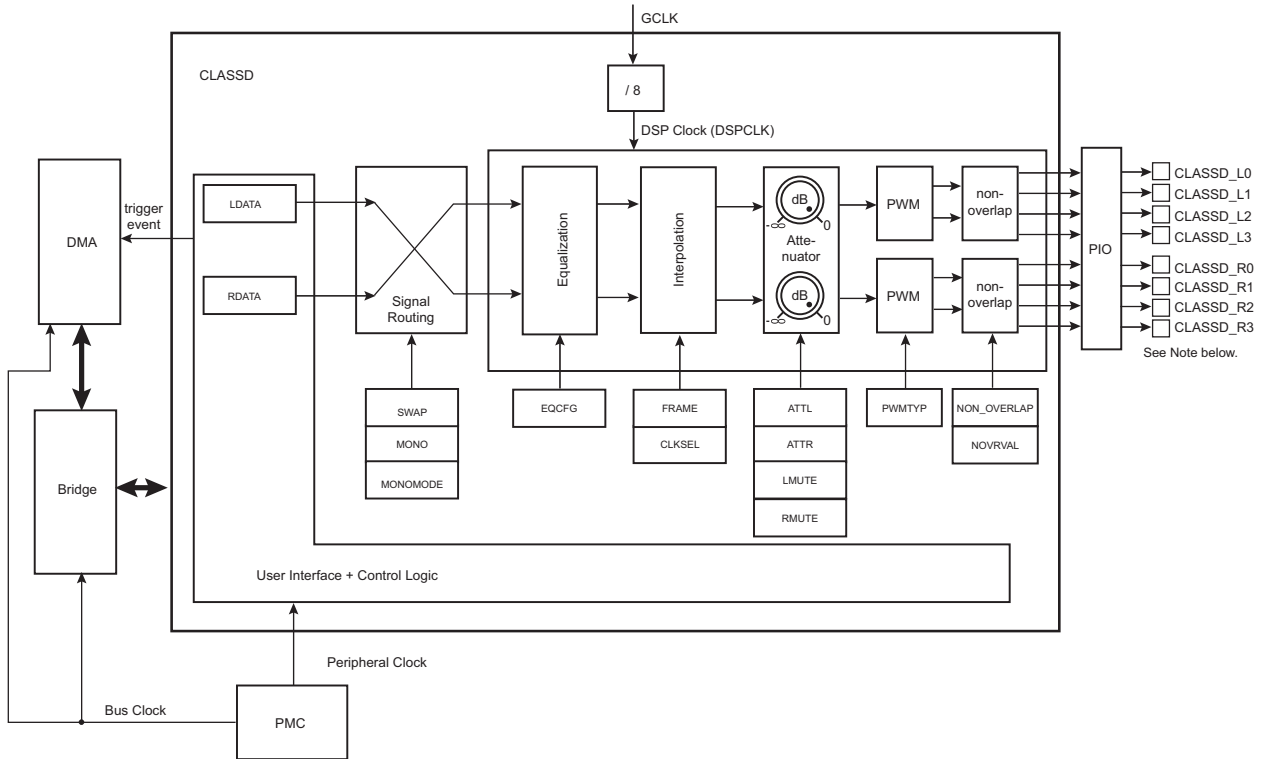 GCLK
CLASSD
/ 8
DSP Clock (DSPCLK)
DMA
trigger
event
LDATA
RDATA
Signal
Routing
Equalization
Interpolation
dB
-∞
0
Atte-
nuator
dB
-∞
0
PWM
PWM
non-
overlap
non-
overlap
PIO
CLASSD_L0
CLASSD_L1
CLASSD_L2
CLASSD_L3
CLASSD_R0
CLASSD_R1
CLASSD_R2
CLASSD_R3
See Note below.
SWAP
MONO
MONOMODE
EQCFG
FRAME
CLKSEL
ATTL
ATTR
LMUTE
RMUTE
PWMTYP
NON_OVERLAP
NOVRVAL
Bridge
User Interface + Control Logic
Peripheral Clock
Bus Clock
PMC